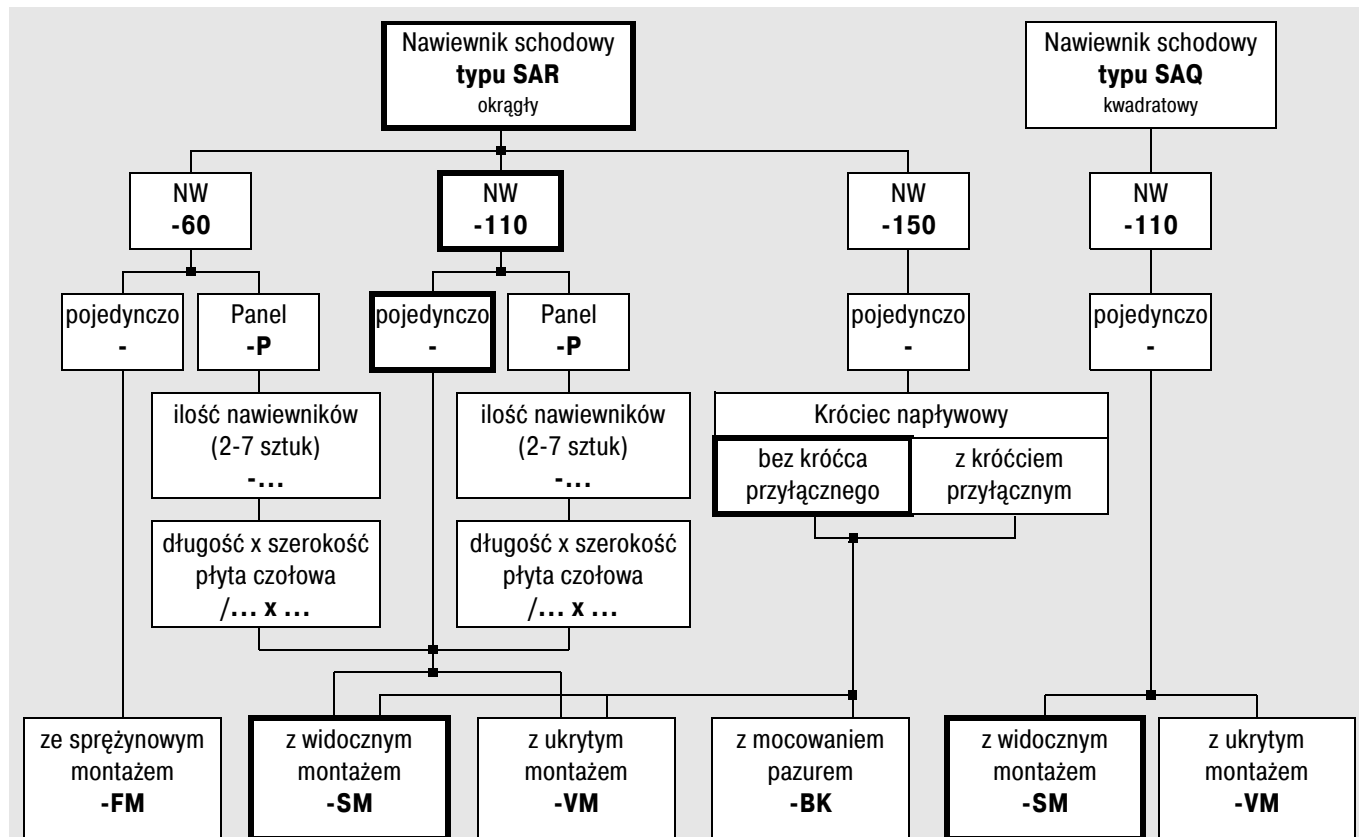 Nawiewnik schodowy
typu SAR
okrągły
Nawiewnik schodowy
typu SAQ
kwadratowy
NW
-60
NW
-110
NW
-150
NW
-110
pojedynczo
-
Panel
-P
pojedynczo
-
Panel
-P
pojedynczo
-
pojedynczo
-
ilość nawiewników
(2-7 sztuk)
-...
ilość nawiewników
(2-7 sztuk)
-...
Króciec napływowy
bez króćca
przyłącznego
z króćciem
przyłącznym
długość x szerokość
płyta czołowa
/... x ...
długość x szerokość
płyta czołowa
/... x ...
ze sprężynowym
montażem
-FM
z widocznym
montażem
-SM
z ukrytym
montażem
-VM
z mocowaniem
pazurem
-BK
z widocznym
montażem
-SM
z ukrytym
montażem
-VM